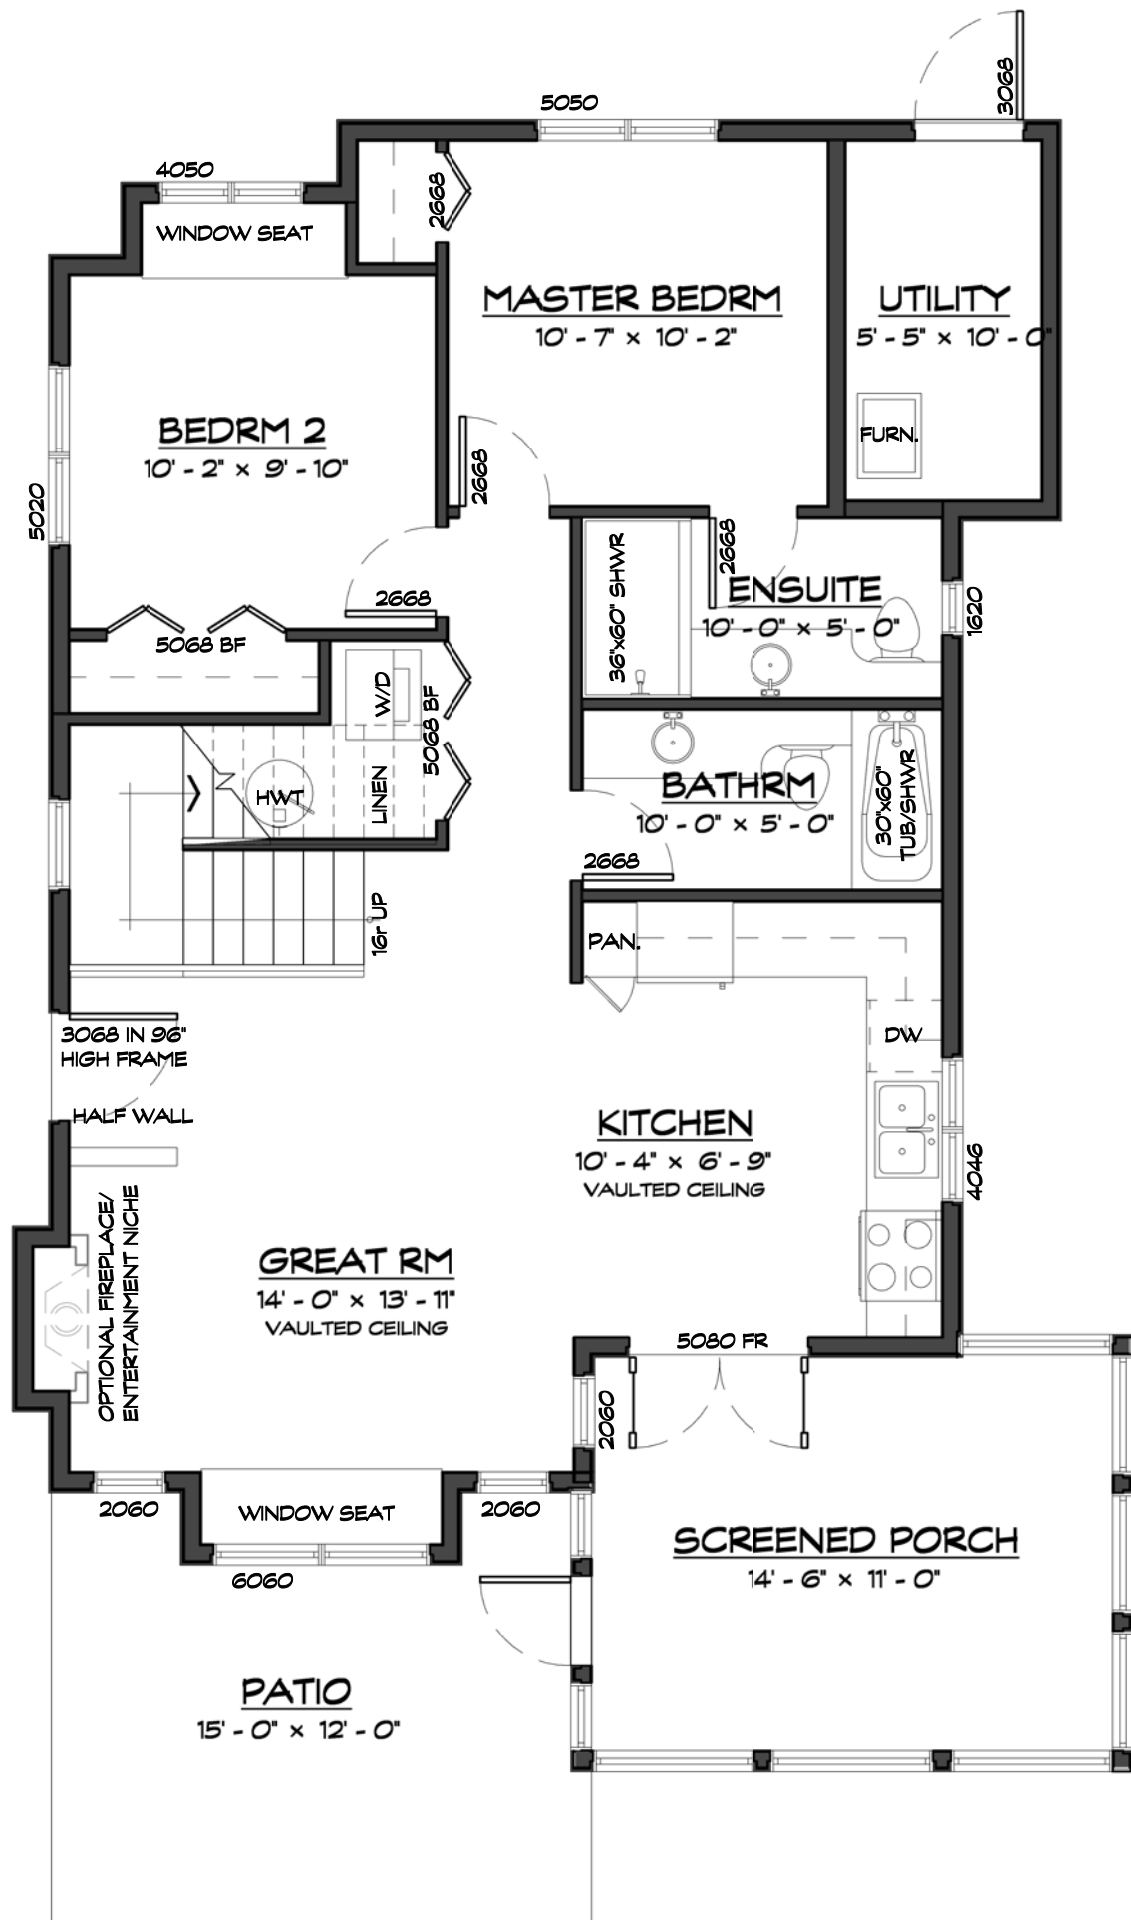 3068
5050
4050
2668
WINDOW SEAT
MASTER BEDRM
10' - 7" x 10' - 2"
UTILITY
5' - 5" x 10' - 0"
BEDRM 2
10' - 2" x 9' - 10"
FURN.
2668
5020
2668
36"x60" SHWR
ENSUITE
10' - 0" x 5' - 0"
1620
2668
5068 BF
W/D
5068 BF
HWT
LINEN
BATHRM
10' - 0" x 5' - 0"
30"x60"
TUB/SHWR
2668
16r UP
PAN.
3068 IN 96"
HIGH FRAME
DW
HALF WALL
KITCHEN
10' - 4" x 6' - 9"
VAULTED CEILING
4046
OPTIONAL FIREPLACE/
ENTERTAINMENT NICHE
GREAT RM
14' - 0" x 13' - 11"
VAULTED CEILING
5080 FR
2060
2060
WINDOW SEAT
2060
6060
SCREENED PORCH
14' - 6" x 11' - 0"
PATIO
15' - 0" x 12' - 0"